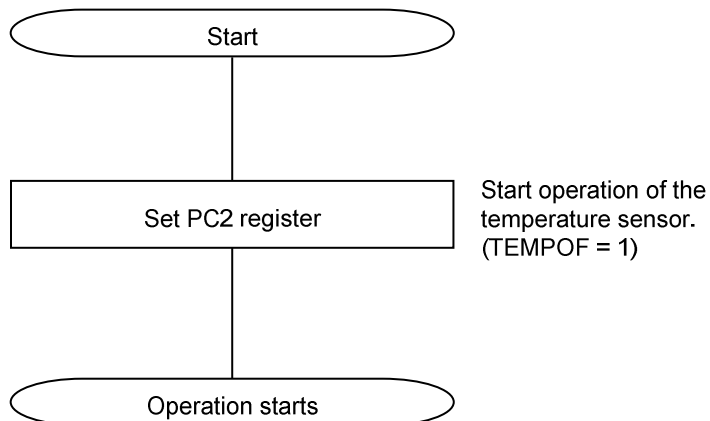 Start
Set PC2 register
Start operation of the
temperature sensor.
(TEMPOF = 1)
Operation starts